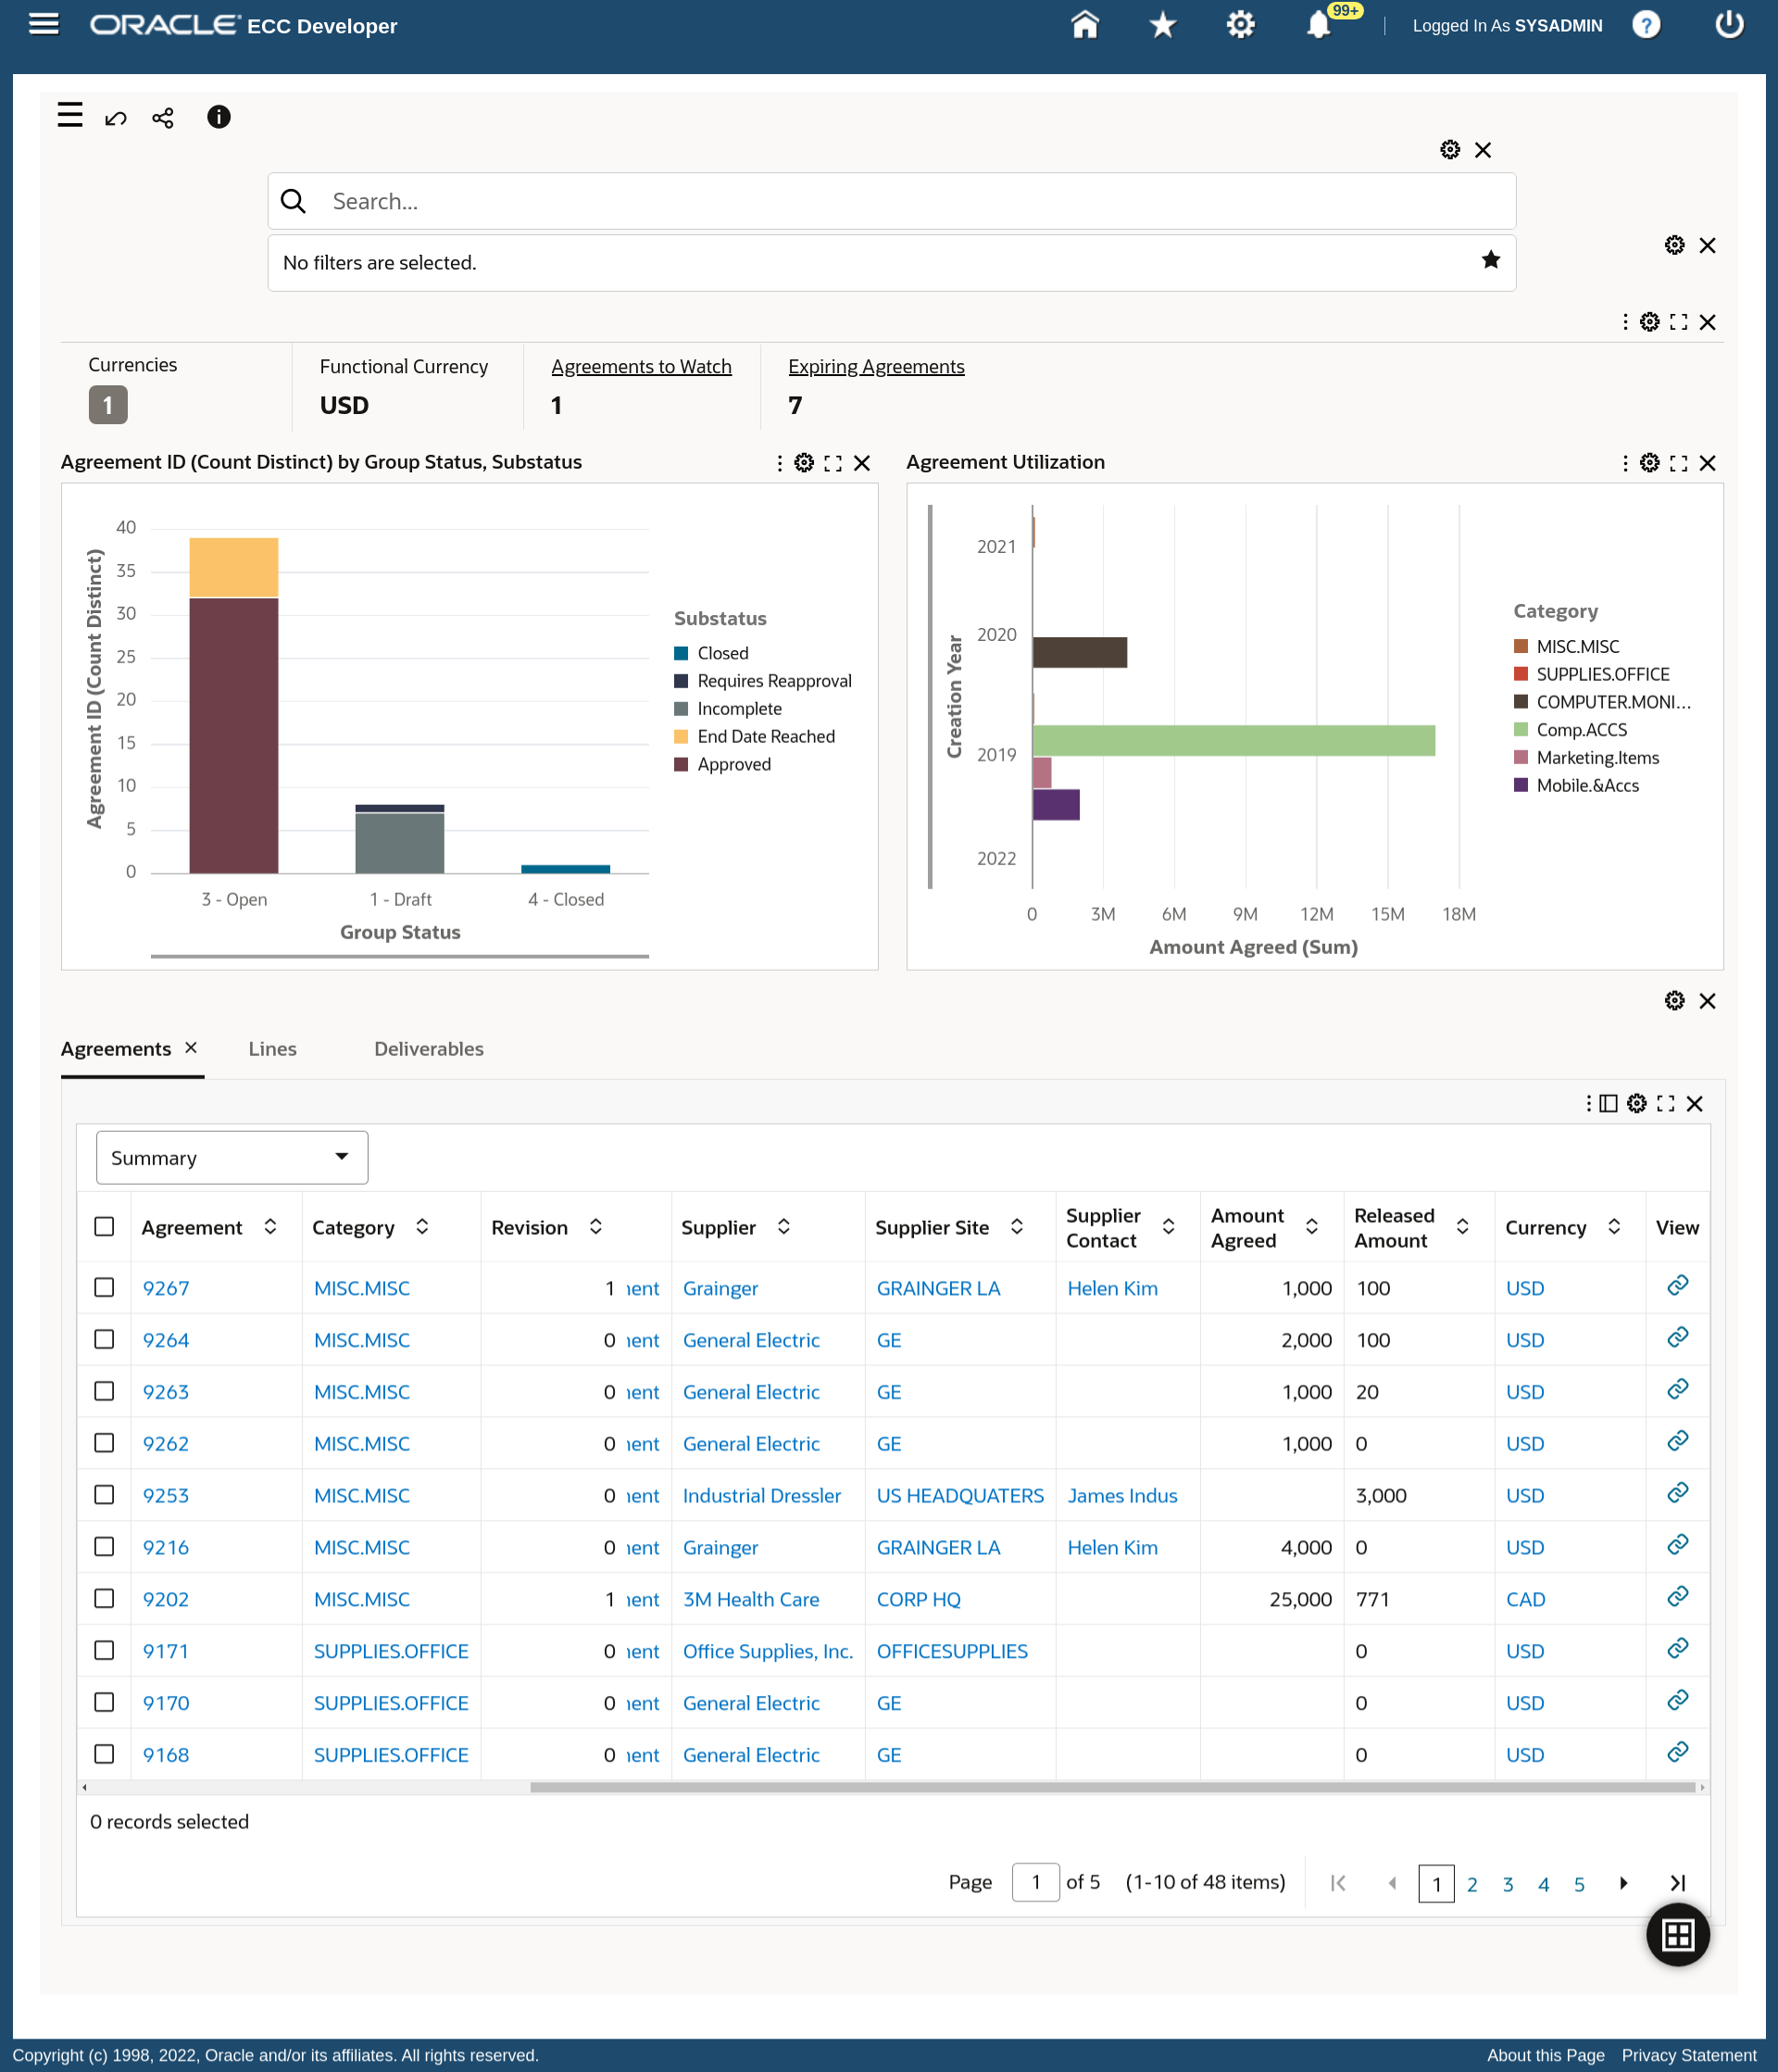 ORACLE ECC Developer
99+
Logged In As SYSADMIN
?
Search...
No filters are selected.
Currencies
1
Functional Currency
USD
Agreements to Watch
1
Expiring Agreements
7
Agreement ID (Count Distinct) by Group Status, Substatus
Agreement ID (Count Distinct)
40
35
30
25
20
15
10
5
0
3 - Open
1 - Draft
4 - Closed
Group Status
Substatus
Closed
Requires Reapproval
Incomplete
End Date Reached
Approved
Agreement Utilization
Creation Year
2021
2020
2019
2022
0 3M 6M 9M 12M 15M 18M
Amount Agreed (Sum)
Category
MISC.MISC
SUPPLIES.OFFICE
COMPUTER.MONI...
Comp.ACCS
Marketing.Items
Mobile.&Accs
Agreements Lines Deliverables
Summary
Agreement Category Revision Supplier Supplier Site Supplier Contact Amount Agreed Released Amount Currency View
9267 MISC.MISC 1 Grainger GRAINGER LA Helen Kim 1,000 100 USD
9264 MISC.MISC 0 General Electric GE 2,000 100 USD
9263 MISC.MISC 0 General Electric GE 1,000 20 USD
9262 MISC.MISC 0 General Electric GE 1,000 0 USD
9253 MISC.MISC 0 Industrial Dressler US HEADQUATERS James Indus 3,000 USD
9216 MISC.MISC 0 Grainger GRAINGER LA Helen Kim 4,000 0 USD
9202 MISC.MISC 1 3M Health Care CORP HQ 25,000 771 CAD
9171 SUPPLIES.OFFICE 0 Office Supplies, Inc. OFFICESUPPLIES 0 USD
9170 SUPPLIES.OFFICE 0 General Electric GE 0 USD
9168 SUPPLIES.OFFICE 0 General Electric GE 0 USD
0 records selected
Page 1 of 5 (1-10 of 48 items) 1 2 3 4 5
Copyright (c) 1998, 2022, Oracle and/or its affiliates. All rights reserved.
About this Page Privacy Statement